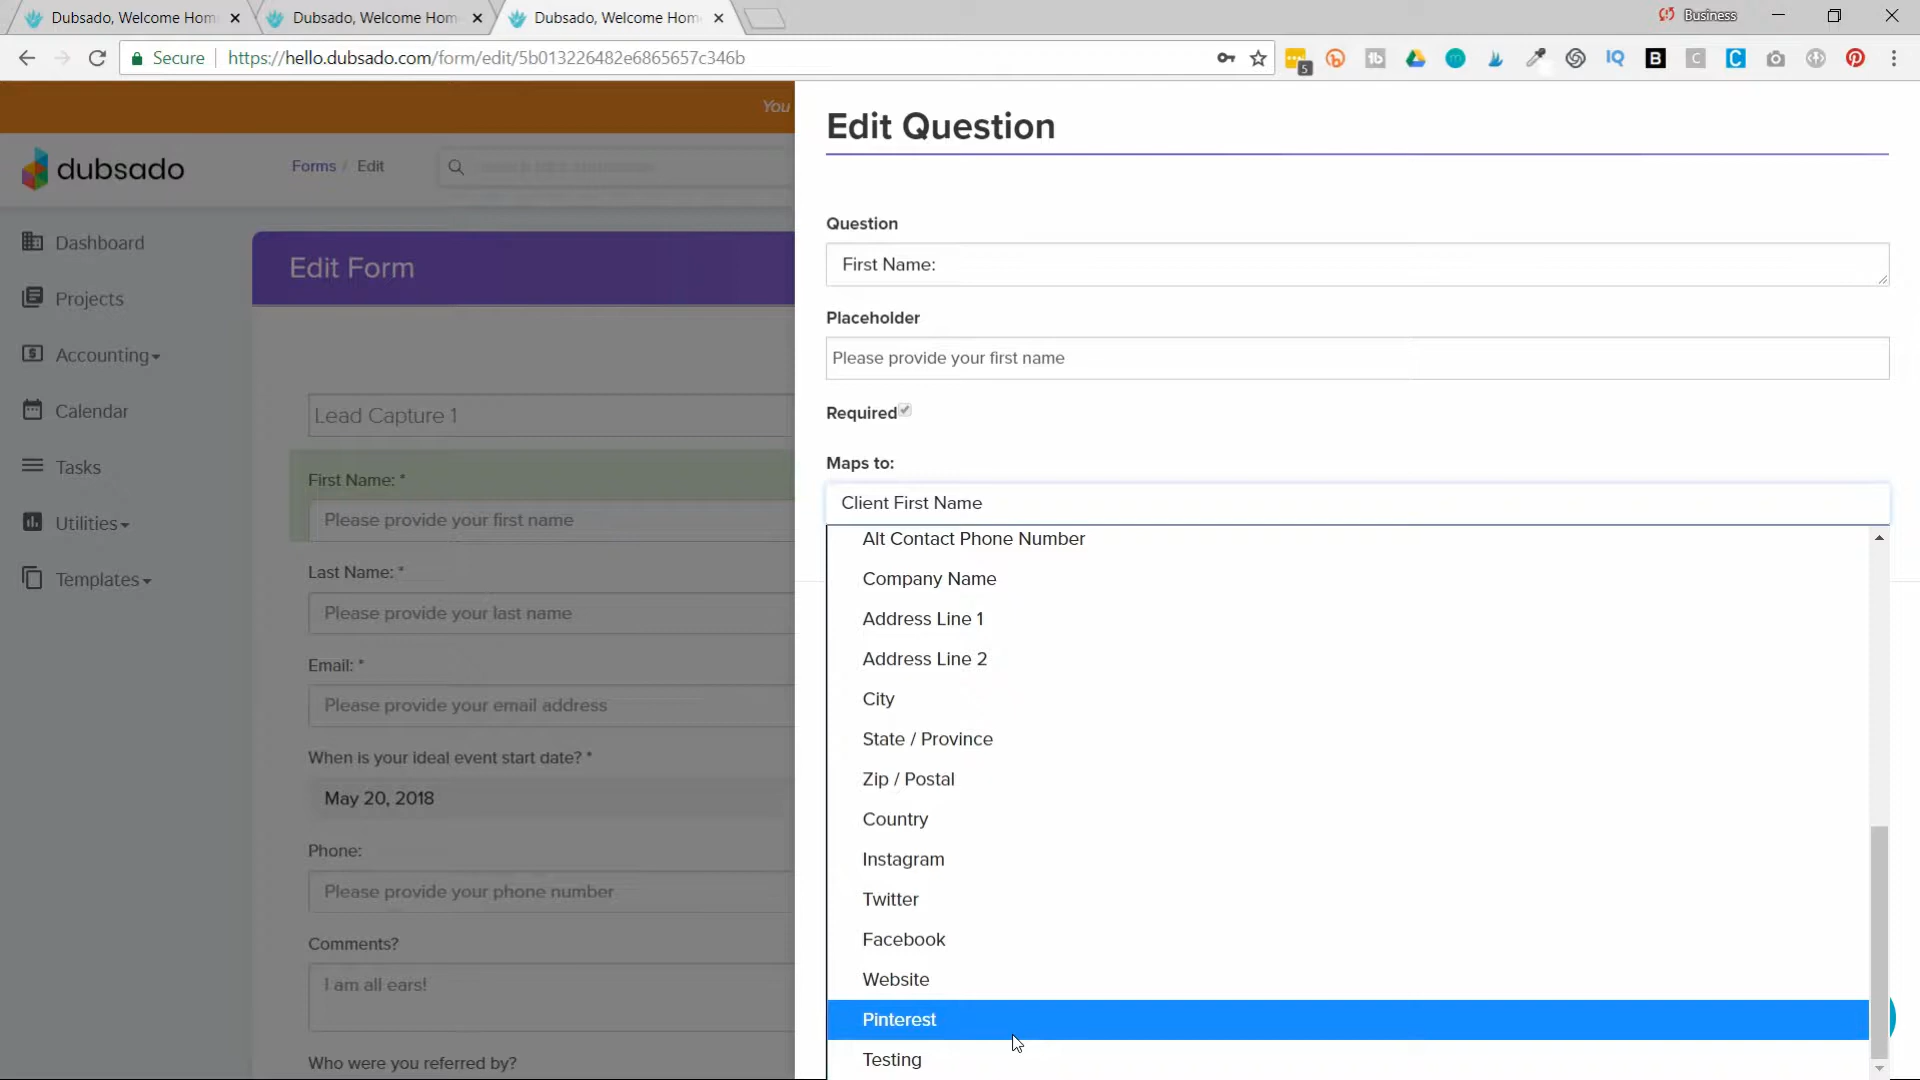 Dubsado, Welcome Hom
Dubsado, Welcome Hom
Dubsado, Welcome Hom
Business
Secure
https://hello.dubsado.com/form/edit/5b013226482e6865657c346b
5
tb
IQ
B
C
C
You
dubsado
Forms / Edit
Dashboard
Projects
Accounting
Calendar
Tasks
Utilities
Templates
Edit Form
Lead Capture 1
First Name: *
Please provide your first name
Last Name: *
Please provide your last name
Email: *
Please provide your email address
When is your ideal event start date? *
May 20, 2018
Phone:
Please provide your phone number
Comments?
I am all ears!
Who were you referred by?
Edit Question
Question
First Name:
Placeholder
Please provide your first name
Required
Maps to:
Client First Name
Alt Contact Phone Number
Company Name
Address Line 1
Address Line 2
City
State / Province
Zip / Postal
Country
Instagram
Twitter
Facebook
Website
Pinterest
Testing